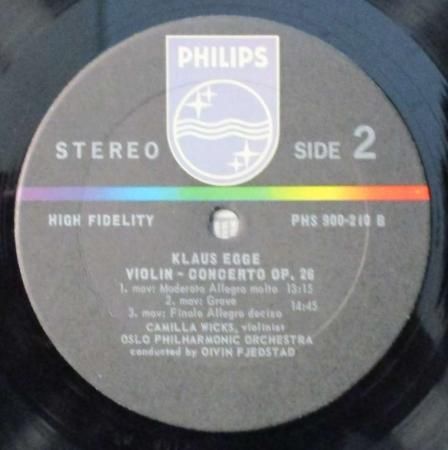 PHILIPS
STEREO SIDE 2
HIGH FIDELITY PHS 900-210 B
KLAUS EGGE
VIOLIN - CONCERTO OP. 26
1. mov: Moderato Allegro molto 13:15
2. mov: Grave
14:45
3. mov: Finale Allegro deciso
CAMILLA WICKS, violinist
OSLO PHILHARMONIC ORCHESTRA
conducted by OIVIN FJEDSTAD